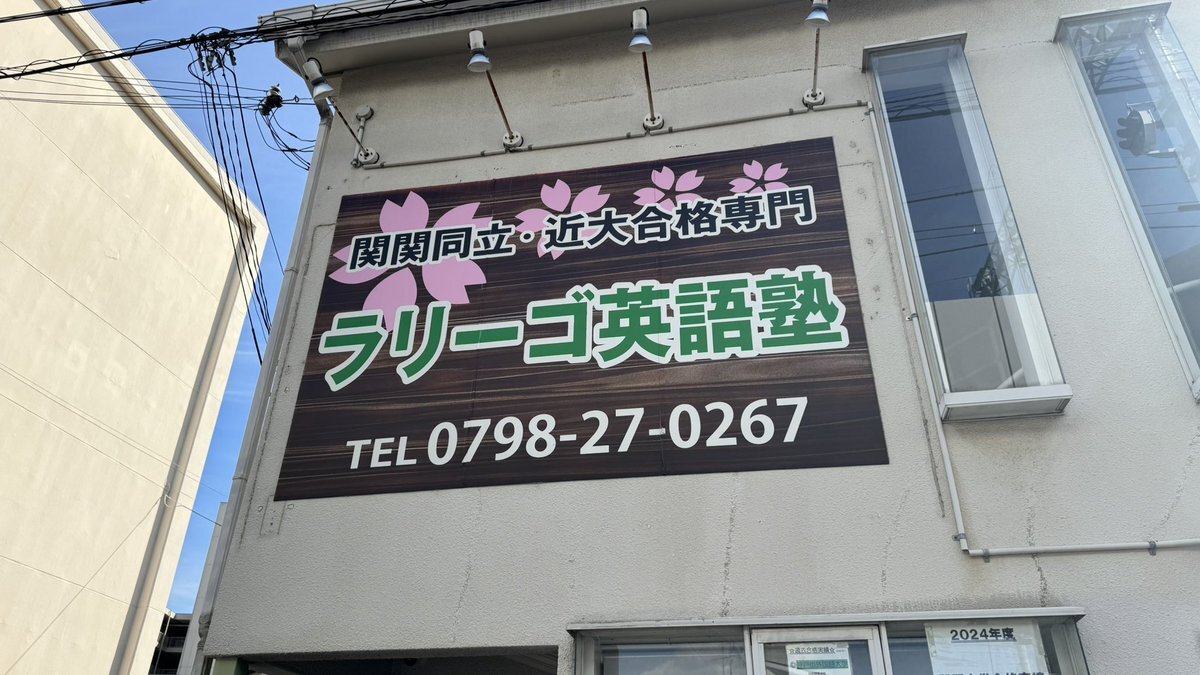 関関同立・近大合格専門
ラリーゴ英語塾
TEL 0798-27-0267
2024年度